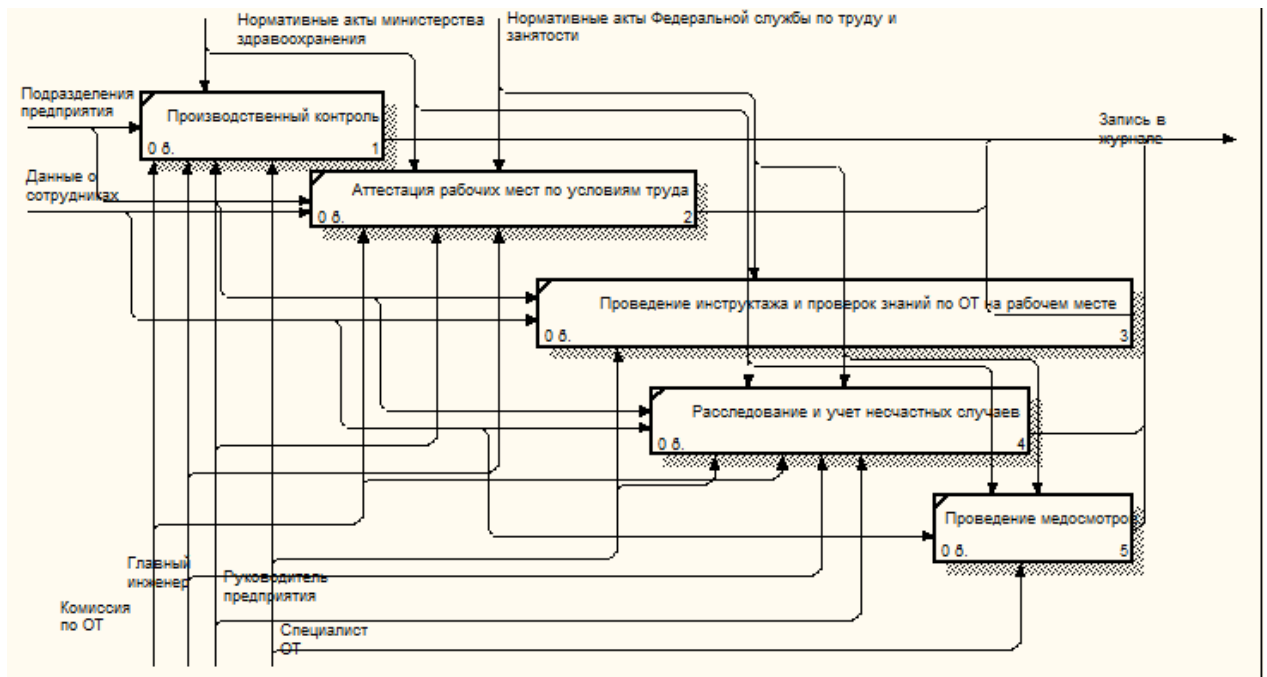 Нормативные акты министерства
здравоохранения
Нормативные акты Федеральной службы по труду и
занятости
Подразделения
предприятия
Производственный контроль
0 р.
1
Запись в
журнале
Данные о
сотрудниках
Аттестация рабочих мест по условиям труда
0 р.
2
Проведение инструктажа и проверок знаний по ОТ на рабочем месте
0 р.
3
Расследование и учет несчастных случаев
0 р.
4
Проведение медосмотров
0 р.
5
Главный
инженер
Руководитель
предприятия
Комиссия
по ОТ
Специалист
ОТ